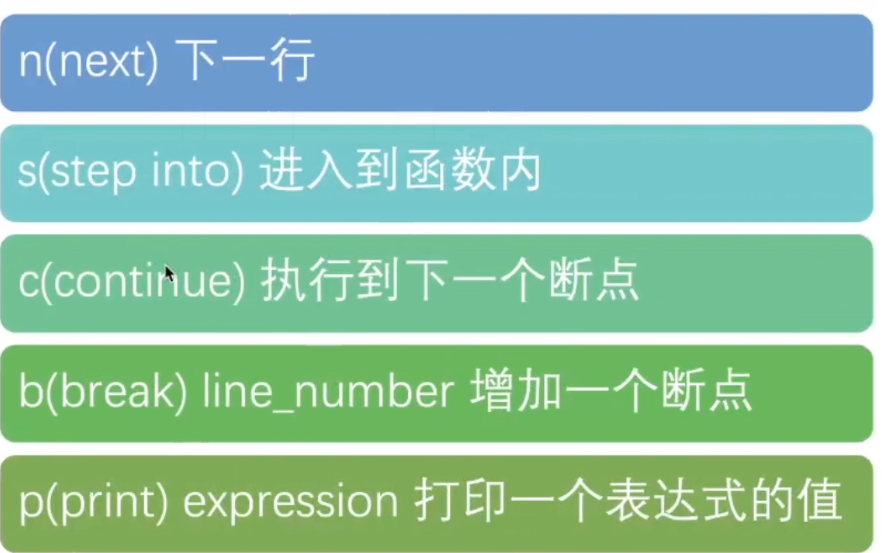 n(next) 下一行
s(step into) 进入到函数内
c(continue) 执行到下一个断点
b(break) line_number 增加一个断点
p(print) expression 打印一个表达式的值